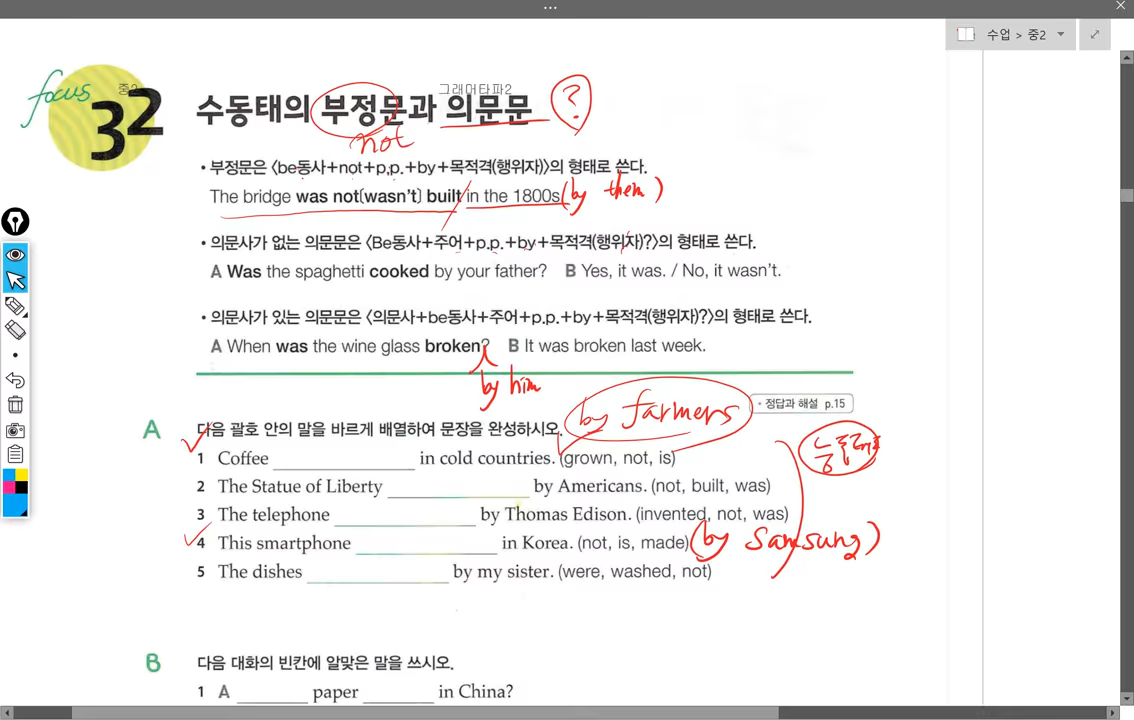 수업 > 중2
focus
중2
32
그래머타파2
수동태의 부정문과 의문문 ?
not
• 부정문은 〈be동사+not+p.p.+by+목적격(행위자)〉의 형태로 쓴다.
The bridge was not(wasn't) built in the 1800s. (by them)
• 의문사가 없는 의문문은 〈Be동사+주어+p.p.+by+목적격(행위자)?〉의 형태로 쓴다.
A Was the spaghetti cooked by your father? B Yes, it was. / No, it wasn't.
• 의문사가 있는 의문문은 〈의문사+be동사+주어+p.p.+by+목적격(행위자)?〉의 형태로 쓴다.
A When was the wine glass broken? B It was broken last week.
by him
by farmers
• 정답과 해설 p.15
A 다음 괄호 안의 말을 바르게 배열하여 문장을 완성하시오.
1 Coffee ______ in cold countries. (grown, not, is)
2 The Statue of Liberty ______ by Americans. (not, built, was)
3 The telephone ______ by Thomas Edison. (invented, not, was)
4 This smartphone ______ in Korea. (not, is, made) (by Samsung)
5 The dishes ______ by my sister. (were, washed, not)
B 다음 대화의 빈칸에 알맞은 말을 쓰시오.
1 A ______ paper ______ in China?